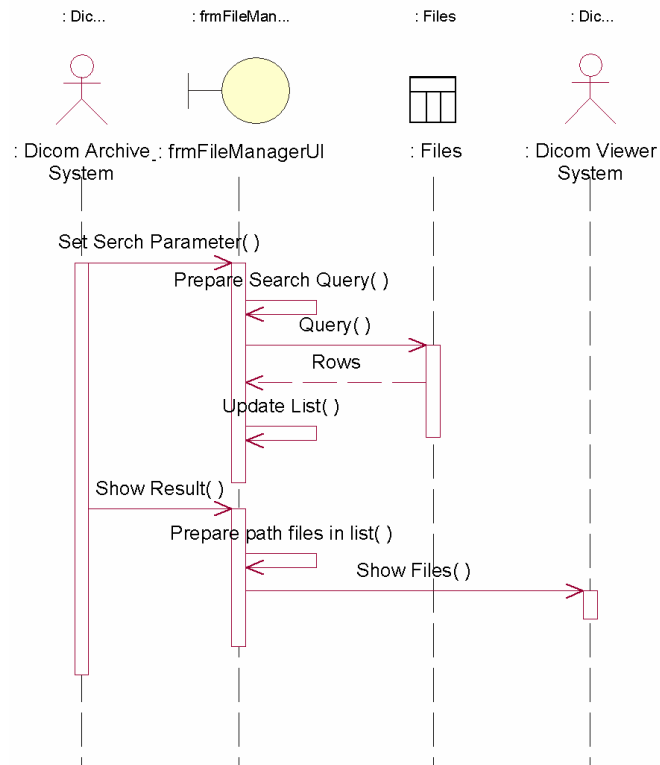 : Dic...
: frmFileMan...
: Files
: Dic...
: Dicom Archive
System
: frmFileManagerUI
: Files
: Dicom Viewer
System
Set Serch Parameter( )
Prepare Search Query( )
Query( )
Rows
Update List( )
Show Result( )
Prepare path files in list( )
Show Files( )